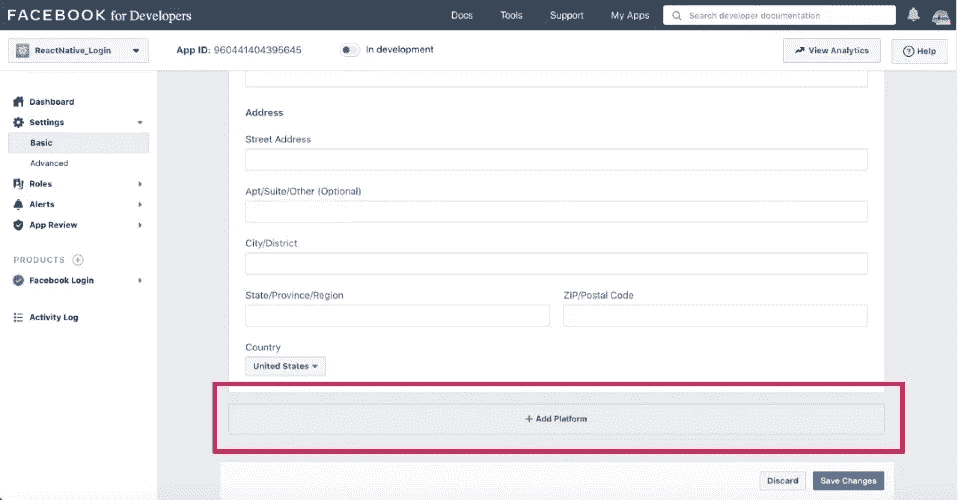 FACEBOOK for Developers
Docs Tools Support My Apps Search developer documentation
ReactNative_Login App ID: 960441404395645 In development View Analytics Help
Dashboard
Settings
Basic
Advanced
Roles
Alerts
App Review
PRODUCTS
Facebook Login
Activity Log
Address
Street Address
Apt/Suite/Other (Optional)
City/District
State/Province/Region ZIP/Postal Code
Country
United States
+ Add Platform
Discard Save Changes